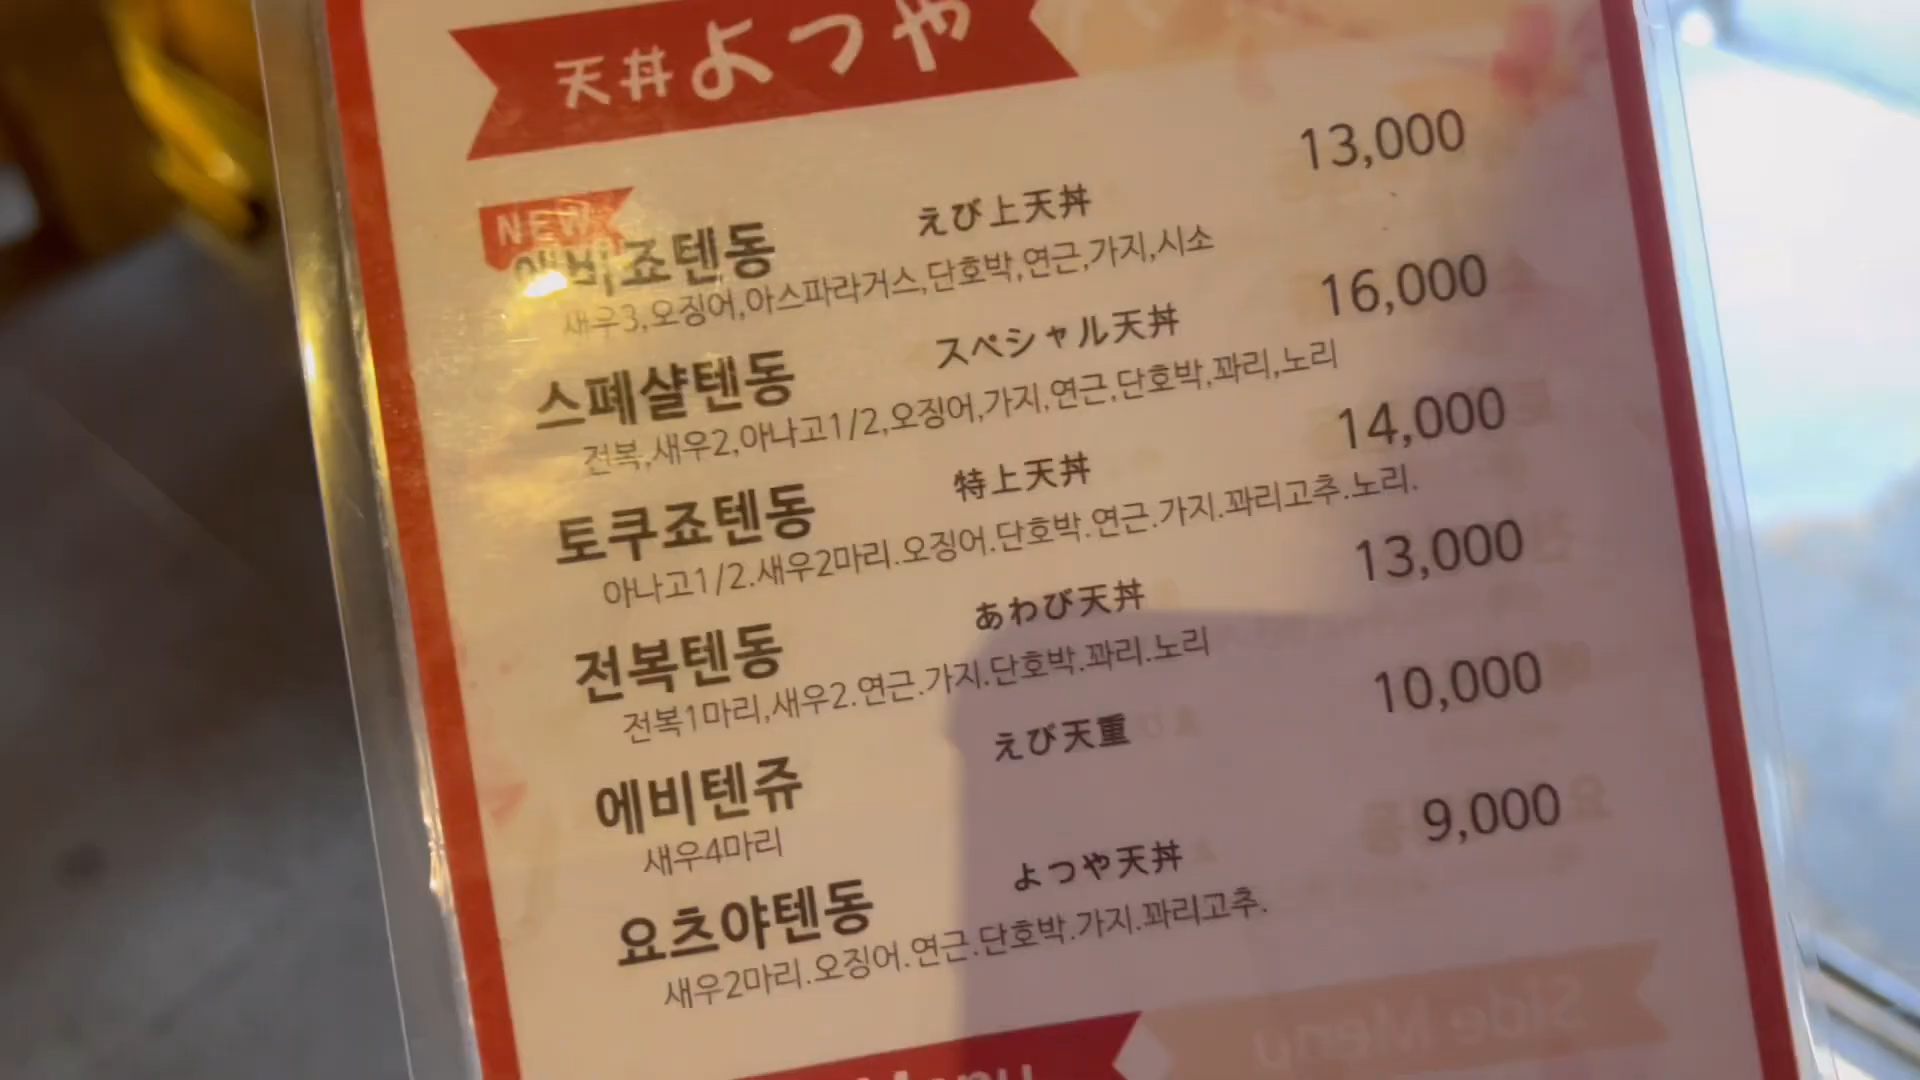 天丼よつや
NEW
에비죠텐동 えび上天丼 13,000
새우3,오징어,아스파라거스,단호박,연근,가지,시소
스폐샬텐동 スペシャル天丼 16,000
전복,새우2,아나고1/2,오징어,가지,연근,단호박,꽈리,노리
토쿠죠텐동 特上天丼 14,000
아나고1/2.새우2마리.오징어.단호박.연근.가지.꽈리고추.노리.
전복텐동 あわび天丼 13,000
전복1마리,새우2.연근.가지.단호박.꽈리.노리
에비텐쥬 えび天重 10,000
새우4마리
요츠야텐동 よつや天丼 9,000
새우2마리.오징어.연근.단호박.가지.꽈리고추.
Side Menu
Menu